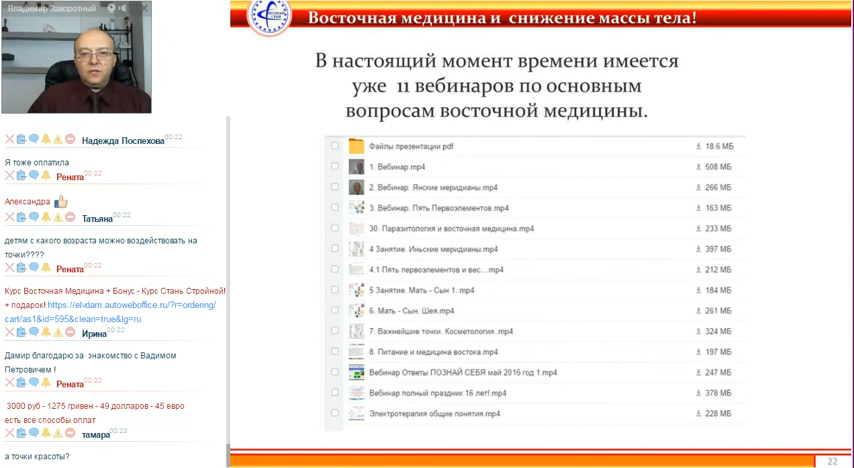 Владимир Заворотный
Надежда Поспехова 00:22
Я тоже оплатила
Рената 00:22
Александра
Татьяна 00:22
детям с какого возраста можно воздействовать на
точки????
Рената 00:22
Курс Восточная Медицина + Бонус - Курс Стань Стройной!
+ подарок! https://elvdam.autoweboffice.ru/?r=ordering/
cart/as1&id=595&clean=true&lg=ru
Ирина 00:22
Дамир благодарю за знакомство с Вадимом
Петровичем !
Рената 00:22
3000 руб - 1275 гривен - 49 долларов - 45 евро
есть все способы оплат
тамара 00:23
а точки красоты?
Восточная медицина и снижение массы тела!
В настоящий момент времени имеется
уже 11 вебинаров по основным
вопросам восточной медицины.
Файлы презентации pdf 18.6 МБ
1. Вебинар.mp4 508 МБ
2. Вебинар. Янские меридианы.mp4 266 МБ
3. Вебинар. Пять Первоэлементов.mp4 163 МБ
30. Паразитология и восточная медицина.mp4 233 МБ
4 Занятие. Иньские меридианы.mp4 397 МБ
4.1 Пять первоэлементов и вес....mp4 212 МБ
5 Занятие. Мать - Сын 1..mp4 184 МБ
6. Мать - Сын. Шея.mp4 261 МБ
7. Важнейшие точки. Косметология..mp4 324 МБ
8. Питание и медицина востока.mp4 197 МБ
Вебинар Ответы ПОЗНАЙ СЕБЯ май 2016 год 1.mp4 247 МБ
Вебинар полный праздник 16 лет!.mp4 378 МБ
Электротерапия общие понятия.mp4 228 МБ
22